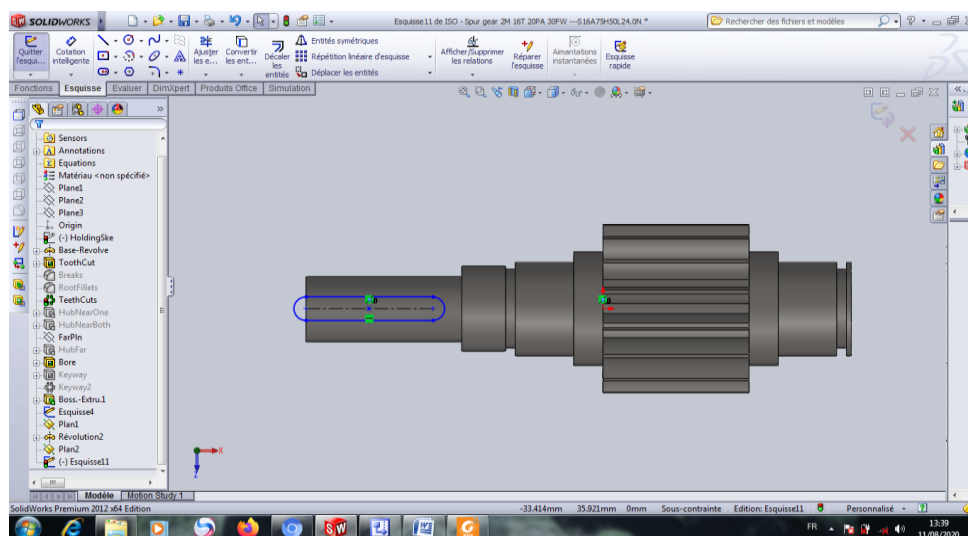 SOLIDWORKS
Esquisse11 de ISO - Spur gear 2M 16T 20PA 30FW ---S16A75H50L24.0N *
Rechercher des fichiers et modèles
Quitter l'esqui...
Cotation intelligente
Ajuster les e...
Convertir les ent...
Décaler les entités
Entités symétriques
Répétition linéaire d'esquisse
Déplacer les entités
Afficher/Supprimer les relations
Réparer l'esquisse
Aimantations instantanées
Esquisse rapide
Fonctions Esquisse Evaluer DimXpert Produits Office Simulation
Sensors
Annotations
Equations
Matériau <non spécifié>
Plane1
Plane2
Plane3
Origin
(-) HoldingSke
Base-Revolve
ToothCut
Breaks
RootFillets
TeethCuts
HubNearOne
HubNearBoth
FarPln
HubFar
Bore
Keyway
Keyway2
Boss.-Extru.1
Esquisse4
Plan1
Révolution2
Plan2
(-) Esquisse11
X
Z
Modèle Motion Study 1
SolidWorks Premium 2012 x64 Edition
-33.414mm 35.921mm 0mm Sous-contrainte Edition: Esquisse11 Personnalisé
FR
13:39
11/08/2020